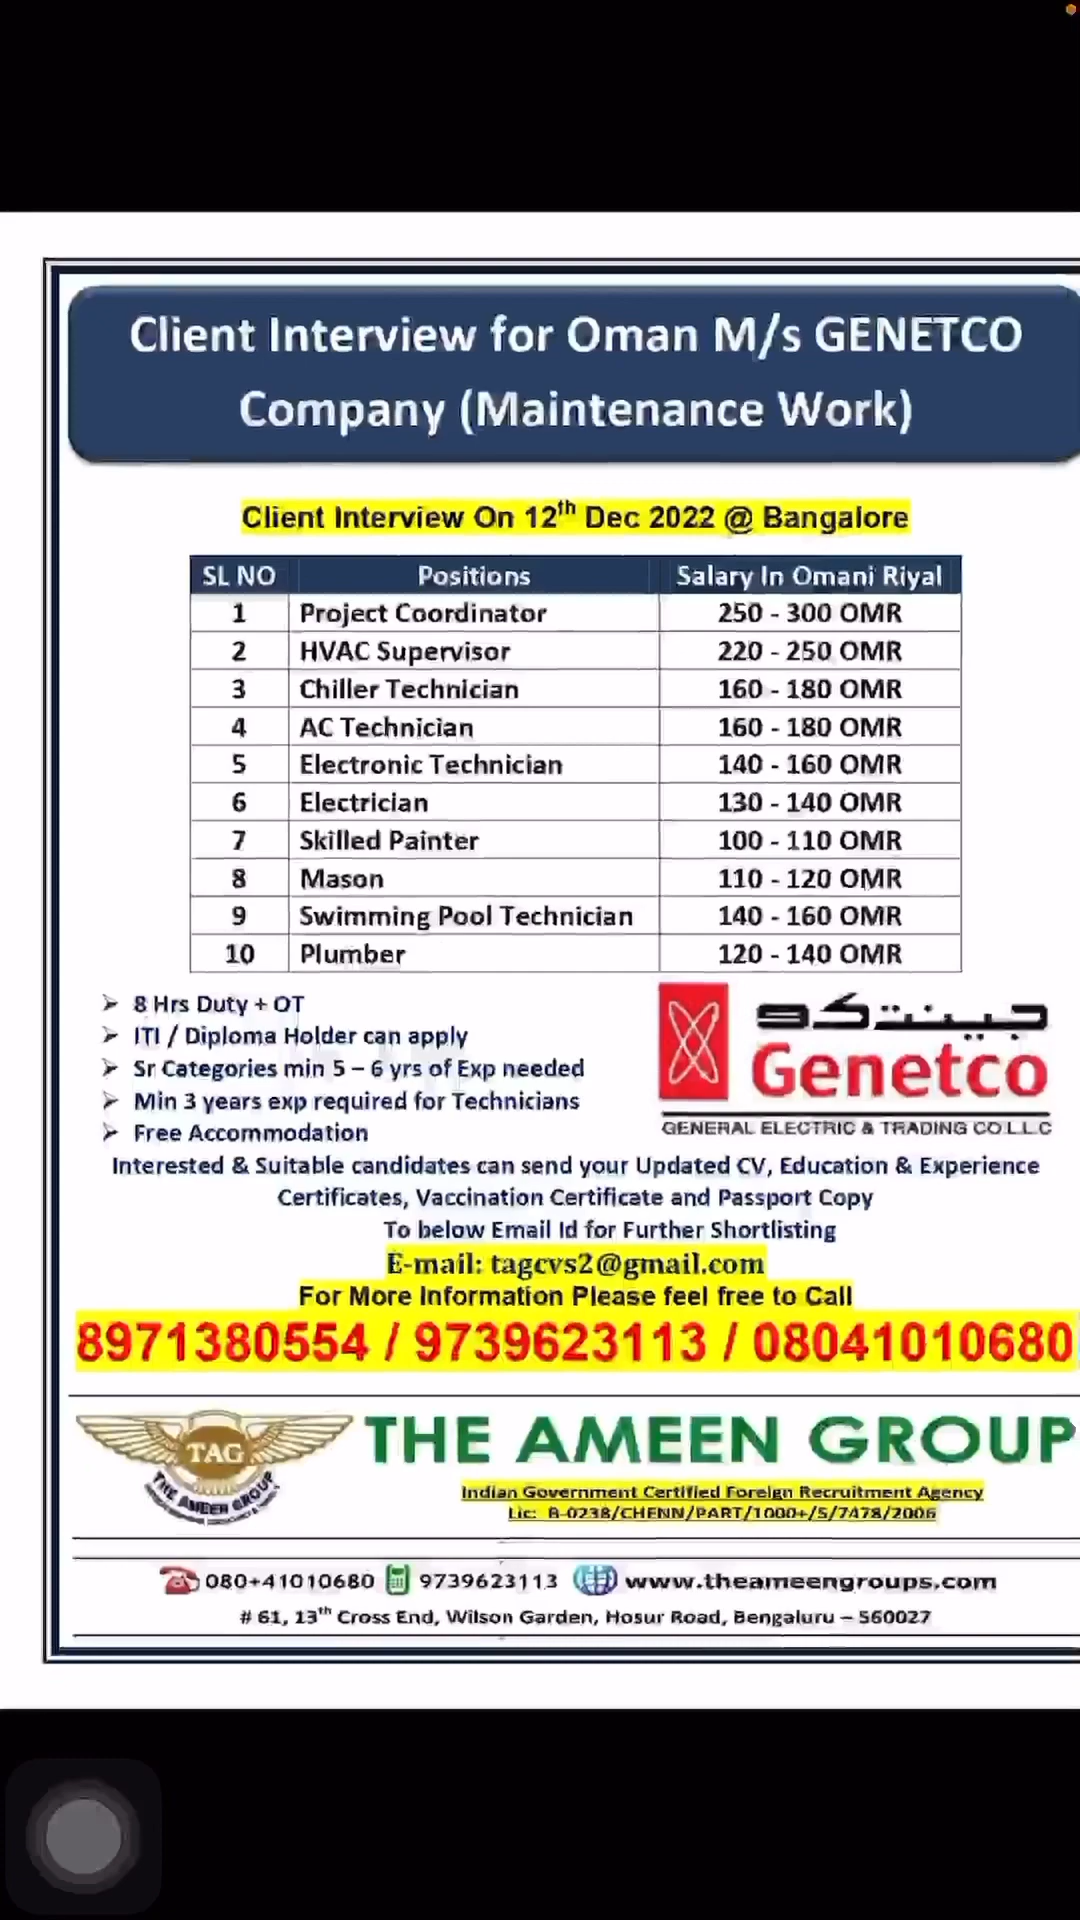 Client Interview for Oman M/s GENETCO
Company (Maintenance Work)
Client Interview On 12th Dec 2022 @ Bangalore
SL NO Positions Salary In Omani Riyal
1 Project Coordinator 250 - 300 OMR
2 HVAC Supervisor 220 - 250 OMR
3 Chiller Technician 160 - 180 OMR
4 AC Technician 160 - 180 OMR
5 Electronic Technician 140 - 160 OMR
6 Electrician 130 - 140 OMR
7 Skilled Painter 100 - 110 OMR
8 Mason 110 - 120 OMR
9 Swimming Pool Technician 140 - 160 OMR
10 Plumber 120 - 140 OMR
➢ 8 Hrs Duty + OT
➢ ITI / Diploma Holder can apply
➢ Sr Categories min 5 – 6 yrs of Exp needed
➢ Min 3 years exp required for Technicians
➢ Free Accommodation
جينتكو
Genetco
GENERAL ELECTRIC & TRADING CO.L.L.C
Interested & Suitable candidates can send your Updated CV, Education & Experience
Certificates, Vaccination Certificate and Passport Copy
To below Email Id for Further Shortlisting
E-mail: tagcvs2@gmail.com
For More Information Please feel free to Call
8971380554 / 9739623113 / 08041010680
TAG
THE AMEEN GROUP
THE AMEEN GROUP
Indian Government Certified Foreign Recruitment Agency
Lic: B-0238/CHENN/PART/1000+/5/7478/2006
080+41010680 9739623113 www.theameengroups.com
# 61, 13th Cross End, Wilson Garden, Hosur Road, Bengaluru – 560027